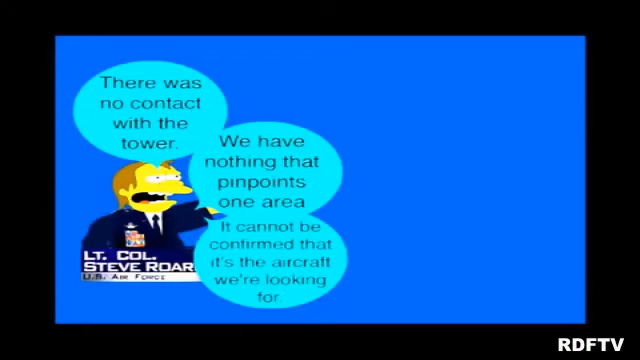 There was
no contact
with the
tower.
We have
nothing that
pinpoints
one area
It cannot be
confirmed that
it's the aircraft
we're looking
for.
LT. COL.
STEVE ROAR
U.S. AIR FORCE
RDFTV